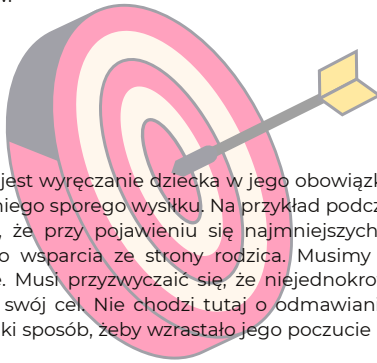 jest wyręczanie dziecka w jego obowiązk
niego sporego wysiłku. Na przykład podcz
że przy pojawieniu się najmniejszych
o wsparcia ze strony rodzica. Musimy
Musi przyzwyczaić się, że niejednokro
swój cel. Nie chodzi tutaj o odmawiani
ki sposób, żeby wzrastało jego poczucie